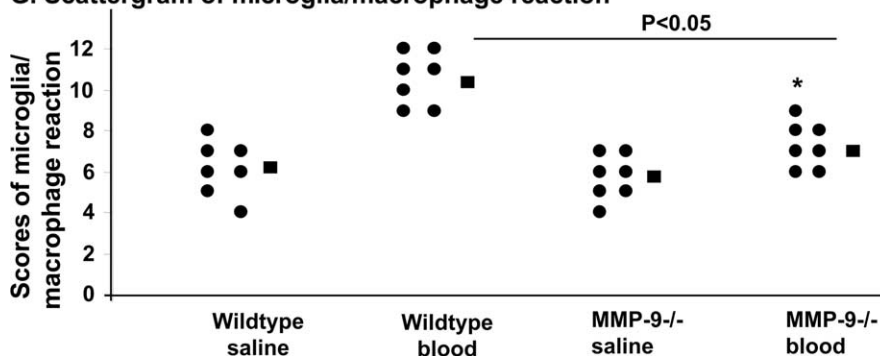 Scattergram of microglia/macrophage reaction
P<0.05
12
10
8
6
4
2
0
*
Scores of microglia/
macrophage reaction
Wildtype
saline
Wildtype
blood
MMP-9-/-
saline
MMP-9-/-
blood